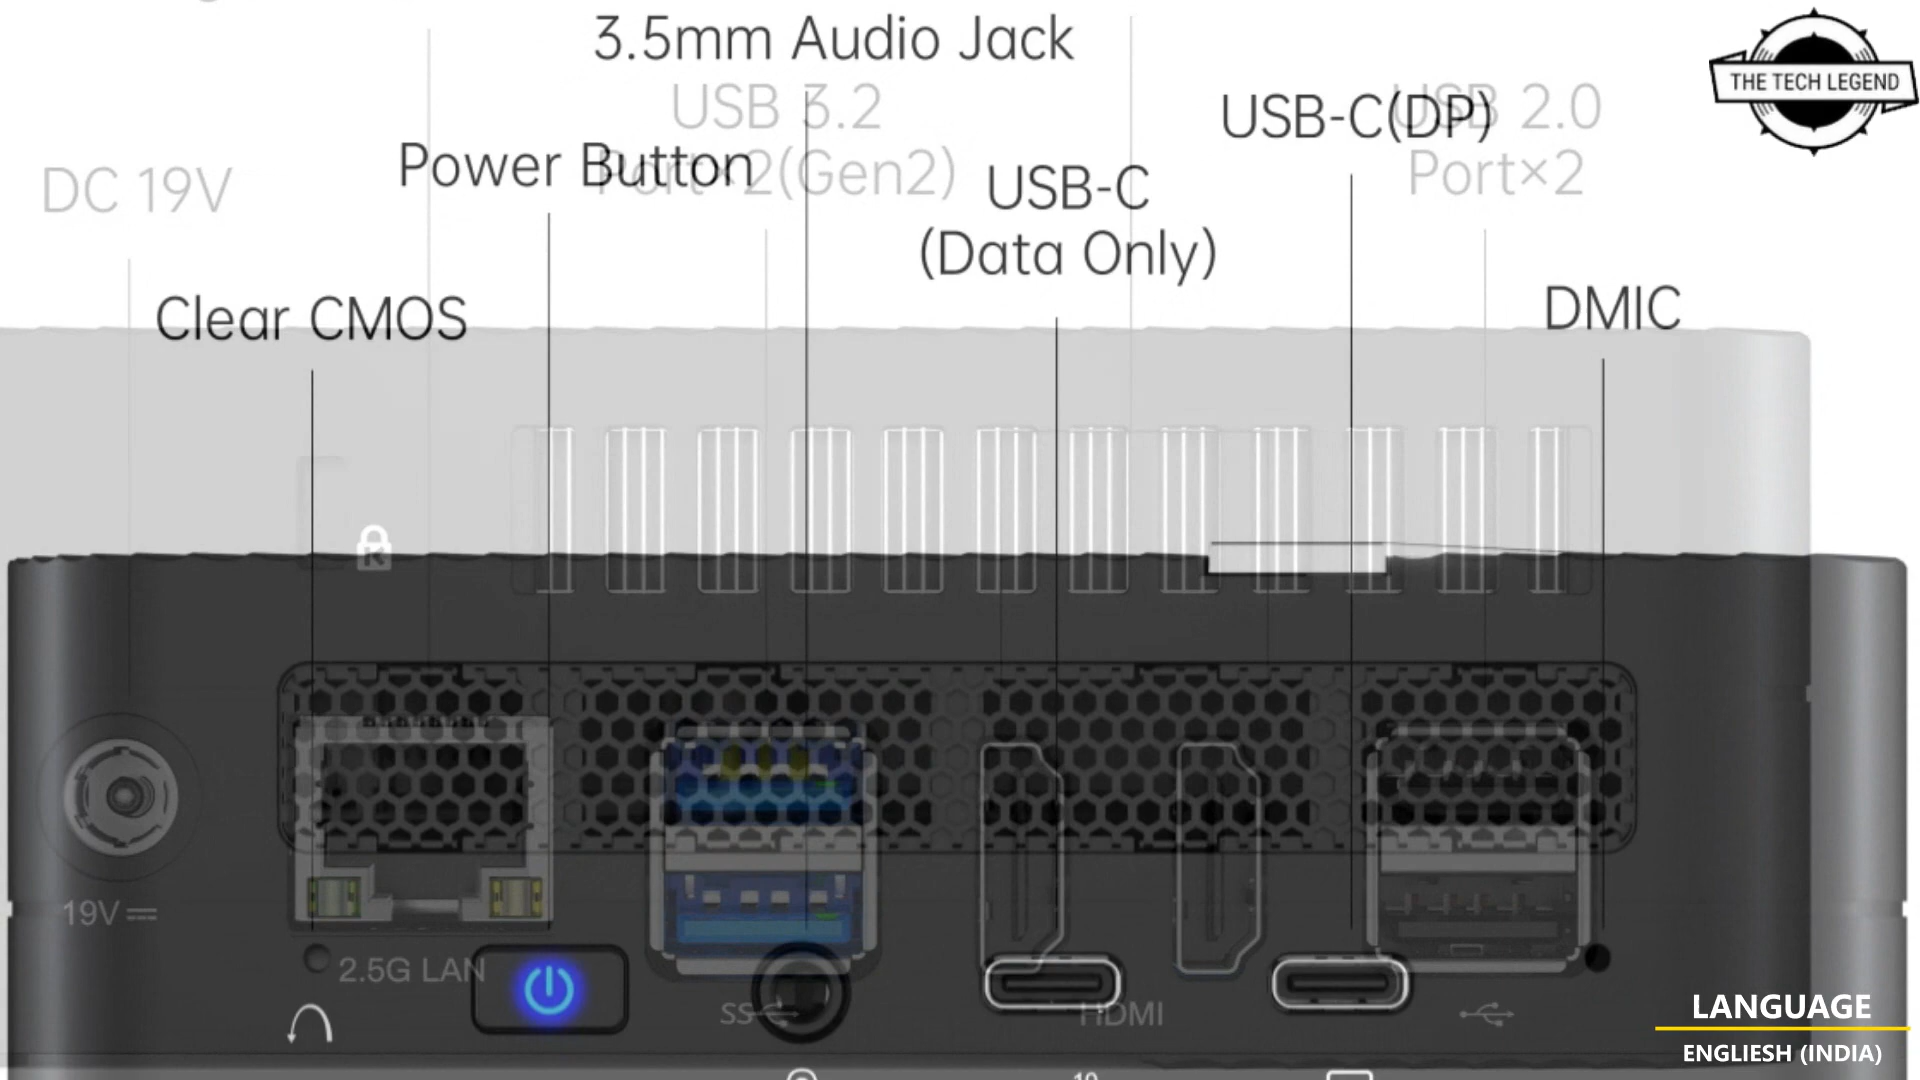 3.5mm Audio Jack
THE TECH LEGEND
USB 3.2
Port×2(Gen2)
USB-C(DP)
USB 2.0
Port×2
Power Button
DC 19V
USB-C
(Data Only)
Clear CMOS
DMIC
K
19V
2.5G LAN
SS
HDMI
LANGUAGE
ENGLIESH (INDIA)